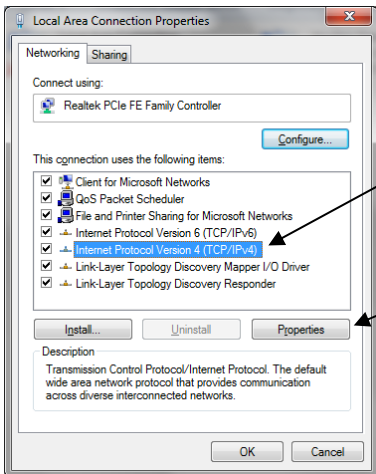 Local Area Connection Properties
Networking
Sharing
Connect using:
Realtek PCIe FE Family Controller
Configure...
This connection uses the following items:
Client for Microsoft Networks
QoS Packet Scheduler
File and Printer Sharing for Microsoft Networks
Internet Protocol Version 6 (TCP/IPv6)
Internet Protocol Version 4 (TCP/IPv4)
Link-Layer Topology Discovery Mapper I/O Driver
Link-Layer Topology Discovery Responder
Install...
Uninstall
Properties
Description
Transmission Control Protocol/Internet Protocol. The default
wide area network protocol that provides communication
across diverse interconnected networks.
OK
Cancel